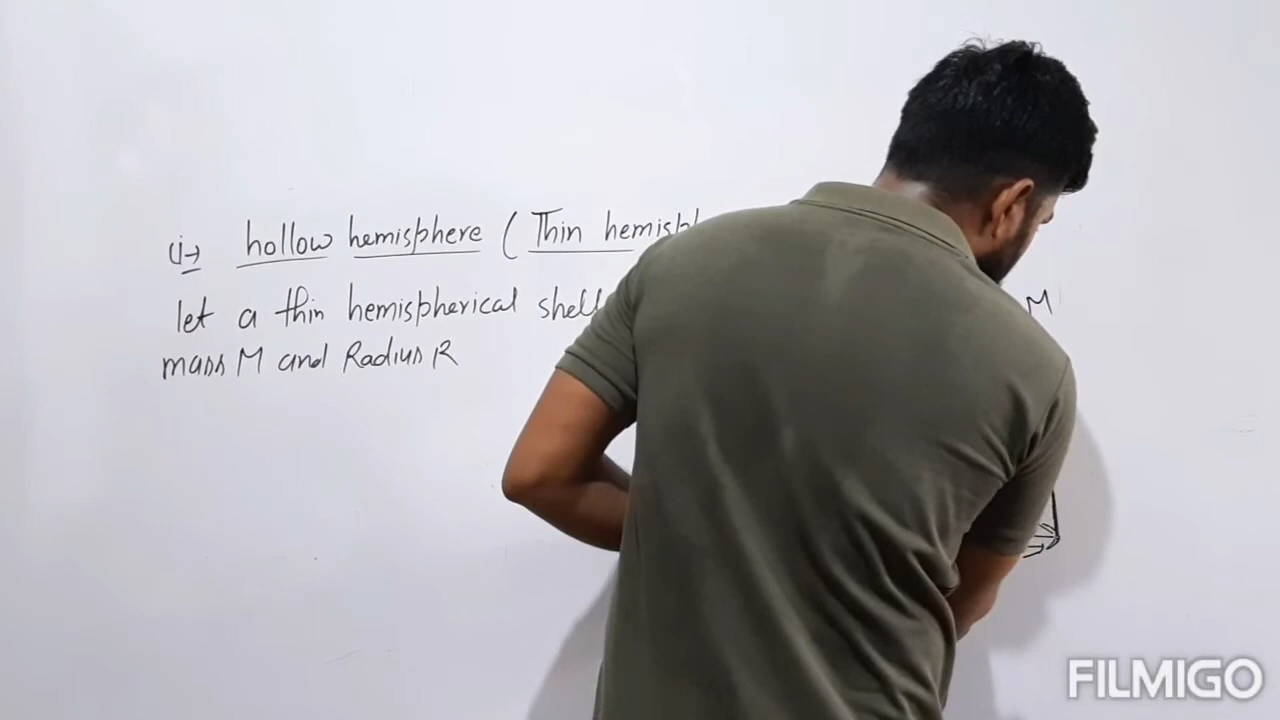 (i→ hollow hemisphere ( Thin hemisph
let a thin hemispherical shell
mass M and Radius R
M
FILMIGO